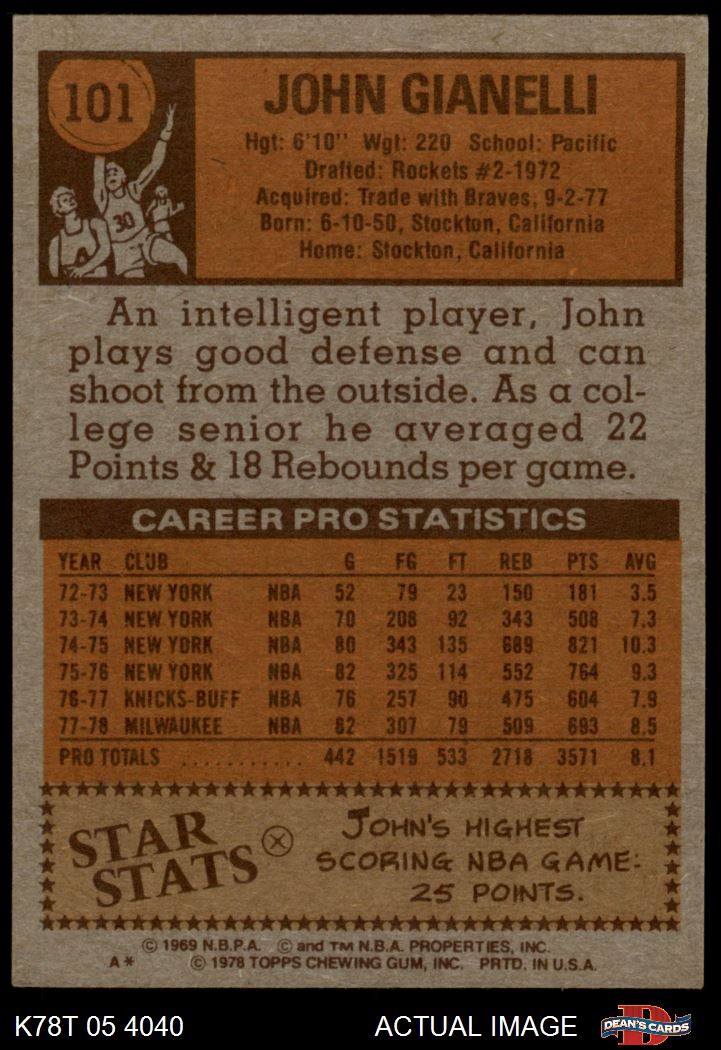 101
30
JOHN GIANELLI
Hgt: 6'10" Wgt: 220 School: Pacific
Drafted: Rockets #2-1972
Acquired: Trade with Braves, 9-2-77
Born: 6-10-50, Stockton, California
Home: Stockton, California
An intelligent player, John
plays good defense and can
shoot from the outside. As a col-
lege senior he averaged 22
Points & 18 Rebounds per game.
CAREER PRO STATISTICS
YEAR CLUB G FG FT REB PTS AVG
72-73 NEW YORK NBA 52 79 23 150 181 3.5
73-74 NEW YORK NBA 70 208 92 343 508 7.3
74-75 NEW YORK NBA 80 343 135 689 821 10.3
75-76 NEW YORK NBA 82 325 114 552 764 9.3
76-77 KNICKS-BUFF NBA 76 257 90 475 604 7.9
77-78 MILWAUKEE NBA 82 307 79 509 693 8.5
PRO TOTALS ........... 442 1519 533 2718 3571 8.1
STAR STATS
JOHN'S HIGHEST
SCORING NBA GAME:
25 POINTS.
© 1969 N.B.P.A. © and TM N.B.A. PROPERTIES, INC.
A* © 1978 TOPPS CHEWING GUM, INC. PRTD. IN U.S.A.
K78T 05 4040 ACTUAL IMAGE D DEAN'S CARDS